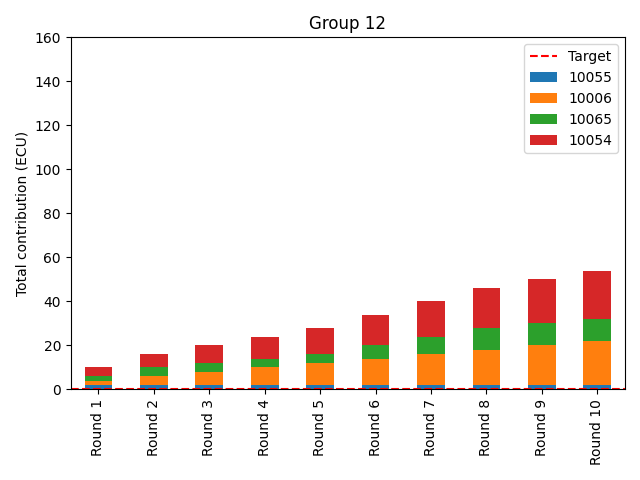 Group 12
Total contribution (ECU)
160
140
120
100
80
60
40
20
0
Target
10055
10006
10065
10054
Round 1
Round 2
Round 3
Round 4
Round 5
Round 6
Round 7
Round 8
Round 9
Round 10